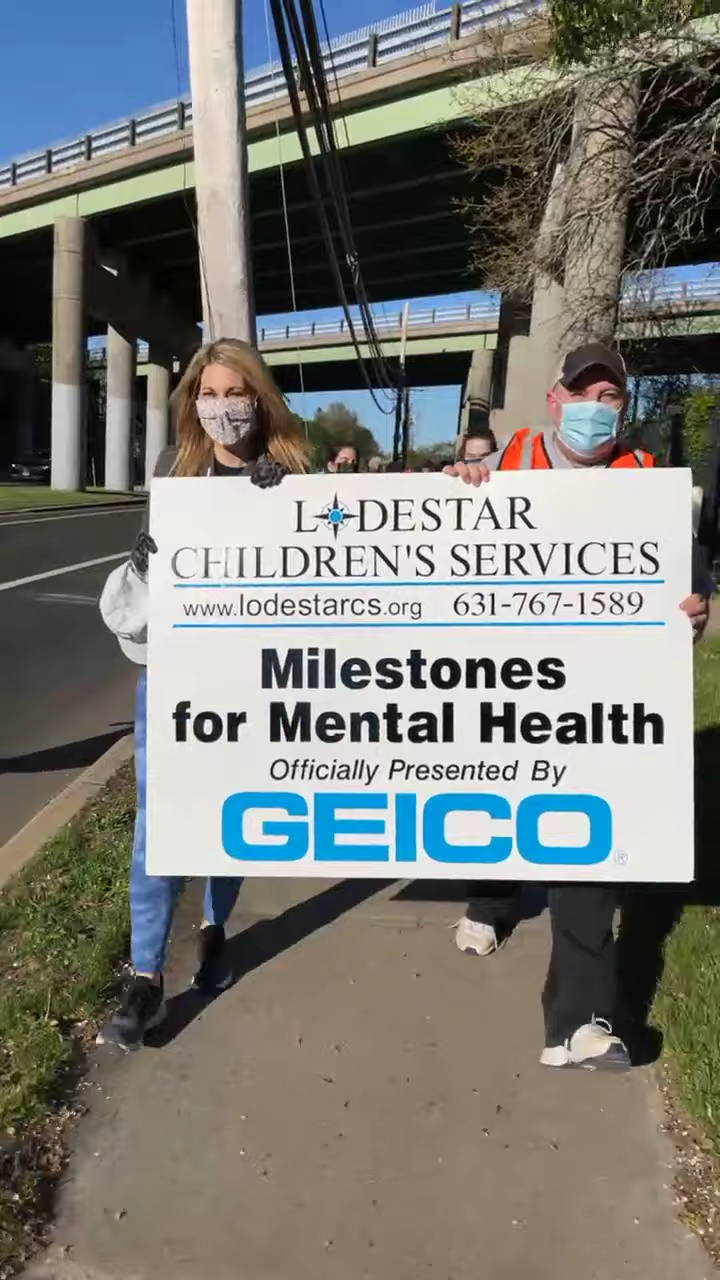 LODESTAR
CHILDREN'S SERVICES
www.lodestarcs.org 631-767-1589
Milestones
for Mental Health
Officially Presented By
GEICO®